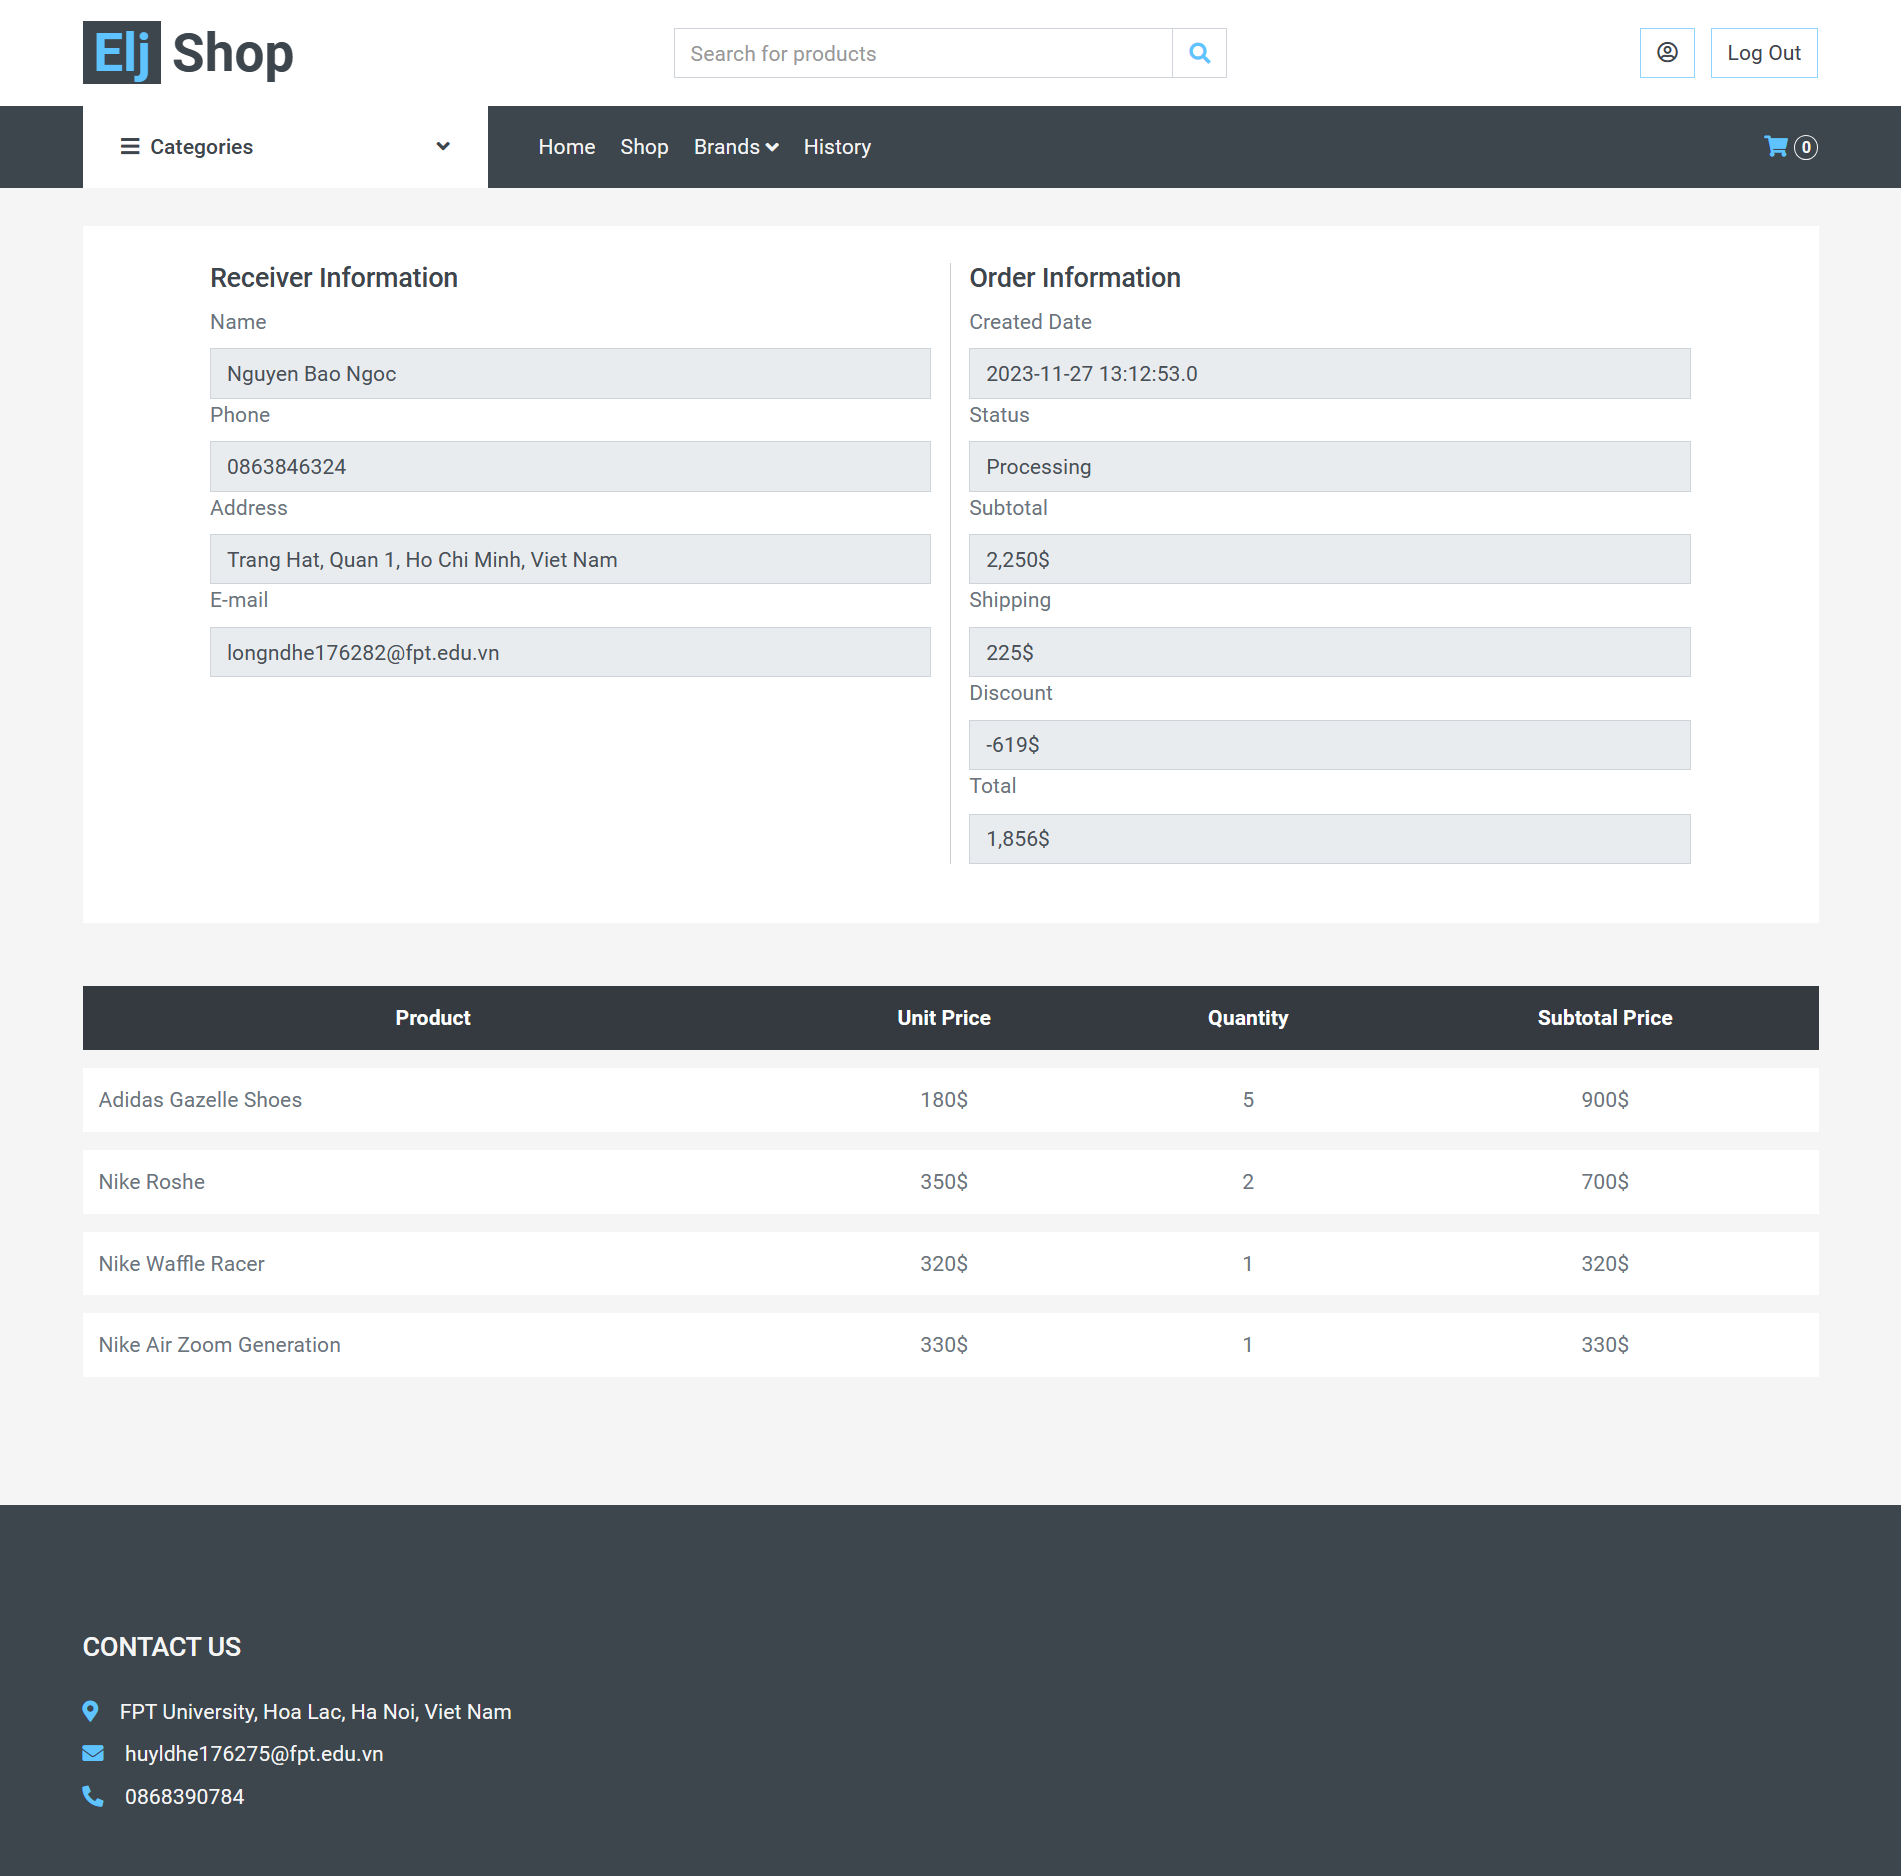 Elj Shop
Search for products
Log Out
Categories
Home Shop Brands History
0
Receiver Information
Name
Nguyen Bao Ngoc
Phone
0863846324
Address
Trang Hat, Quan 1, Ho Chi Minh, Viet Nam
E-mail
longndhe176282@fpt.edu.vn
Order Information
Created Date
2023-11-27 13:12:53.0
Status
Processing
Subtotal
2,250$
Shipping
225$
Discount
-619$
Total
1,856$
Product Unit Price Quantity Subtotal Price
Adidas Gazelle Shoes 180$ 5 900$
Nike Roshe 350$ 2 700$
Nike Waffle Racer 320$ 1 320$
Nike Air Zoom Generation 330$ 1 330$
CONTACT US
FPT University, Hoa Lac, Ha Noi, Viet Nam
huyldhe176275@fpt.edu.vn
0868390784